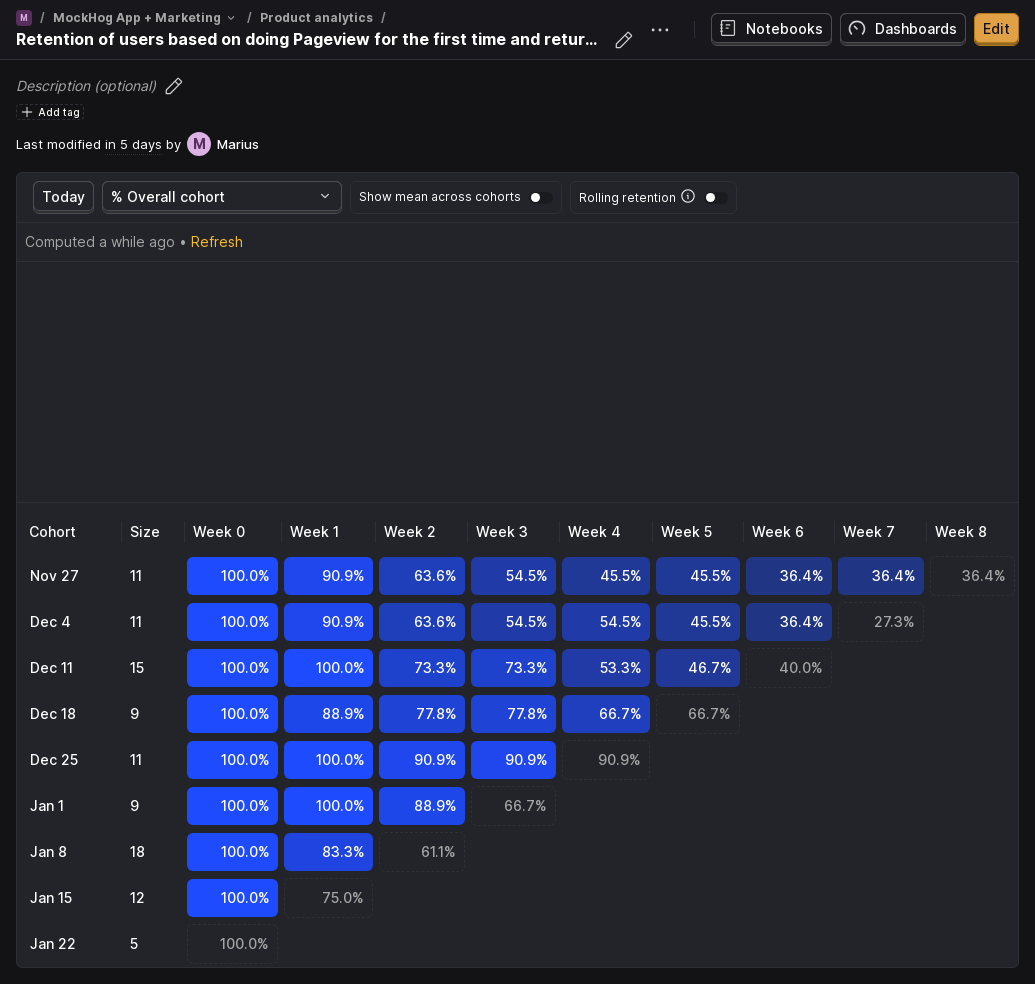 M / MockHog App + Marketing / Product analytics /
Retention of users based on doing Pageview for the first time and retur...
Notebooks Dashboards Edit
Description (optional)
Add tag
Last modified in 5 days by M Marius
Today % Overall cohort Show mean across cohorts Rolling retention
Computed a while ago • Refresh
Cohort Size Week 0 Week 1 Week 2 Week 3 Week 4 Week 5 Week 6 Week 7 Week 8
Nov 27 11 100.0% 90.9% 63.6% 54.5% 45.5% 45.5% 36.4% 36.4% 36.4%
Dec 4 11 100.0% 90.9% 63.6% 54.5% 54.5% 45.5% 36.4% 27.3%
Dec 11 15 100.0% 100.0% 73.3% 73.3% 53.3% 46.7% 40.0%
Dec 18 9 100.0% 88.9% 77.8% 77.8% 66.7% 66.7%
Dec 25 11 100.0% 100.0% 90.9% 90.9% 90.9%
Jan 1 9 100.0% 100.0% 88.9% 66.7%
Jan 8 18 100.0% 83.3% 61.1%
Jan 15 12 100.0% 75.0%
Jan 22 5 100.0%